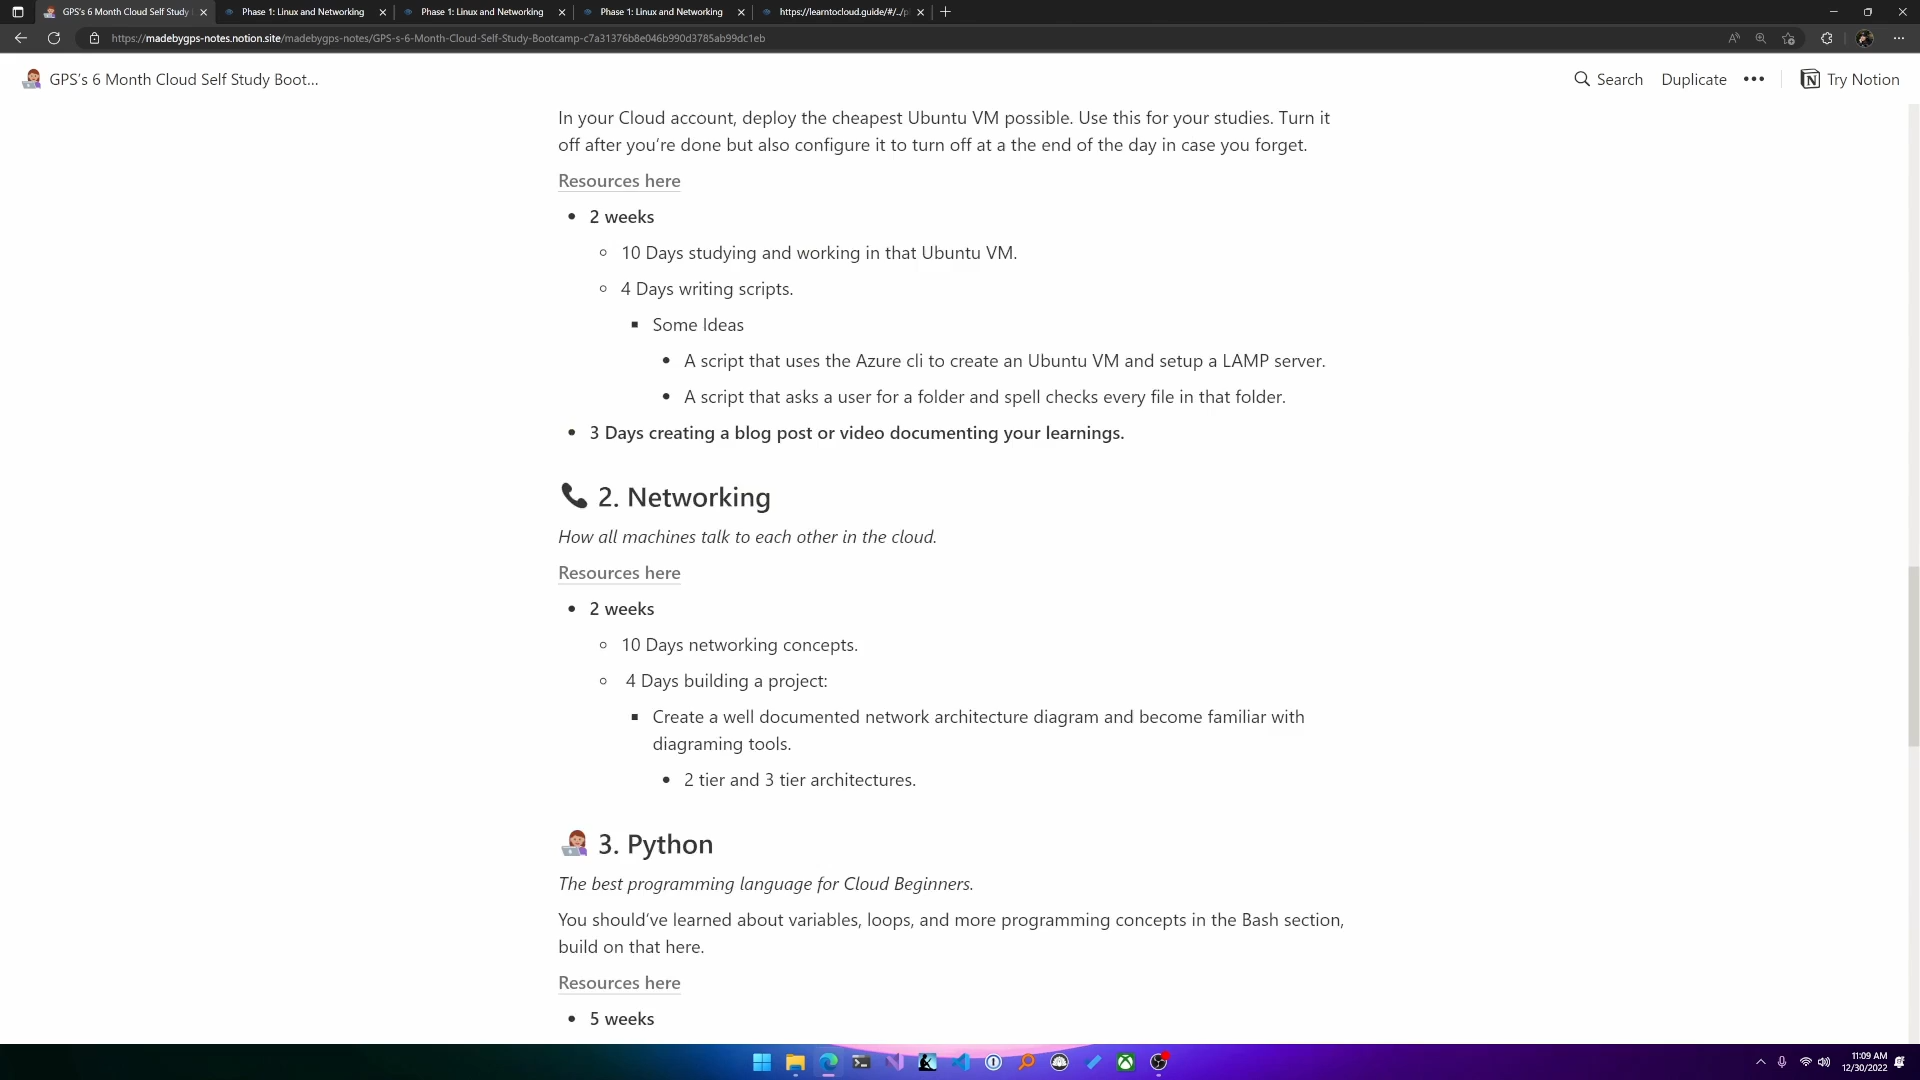 GPS's 6 Month Cloud Self Study
Phase 1: Linux and Networking
Phase 1: Linux and Networking
Phase 1: Linux and Networking
https://learntocloud.guide/#/../p
https://madebygps-notes.notion.site/madebygps-notes/GPS-s-6-Month-Cloud-Self-Study-Bootcamp-c7a31376b8e046b990d3785ab99dc1eb
GPS's 6 Month Cloud Self Study Boot...
Search
Duplicate
Try Notion
In your Cloud account, deploy the cheapest Ubuntu VM possible. Use this for your studies. Turn it
off after you're done but also configure it to turn off at a the end of the day in case you forget.
Resources here
2 weeks
10 Days studying and working in that Ubuntu VM.
4 Days writing scripts.
Some Ideas
A script that uses the Azure cli to create an Ubuntu VM and setup a LAMP server.
A script that asks a user for a folder and spell checks every file in that folder.
3 Days creating a blog post or video documenting your learnings.
2. Networking
How all machines talk to each other in the cloud.
Resources here
2 weeks
10 Days networking concepts.
4 Days building a project:
Create a well documented network architecture diagram and become familiar with
diagraming tools.
2 tier and 3 tier architectures.
3. Python
The best programming language for Cloud Beginners.
You should've learned about variables, loops, and more programming concepts in the Bash section,
build on that here.
Resources here
5 weeks
11:09 AM
12/30/2022